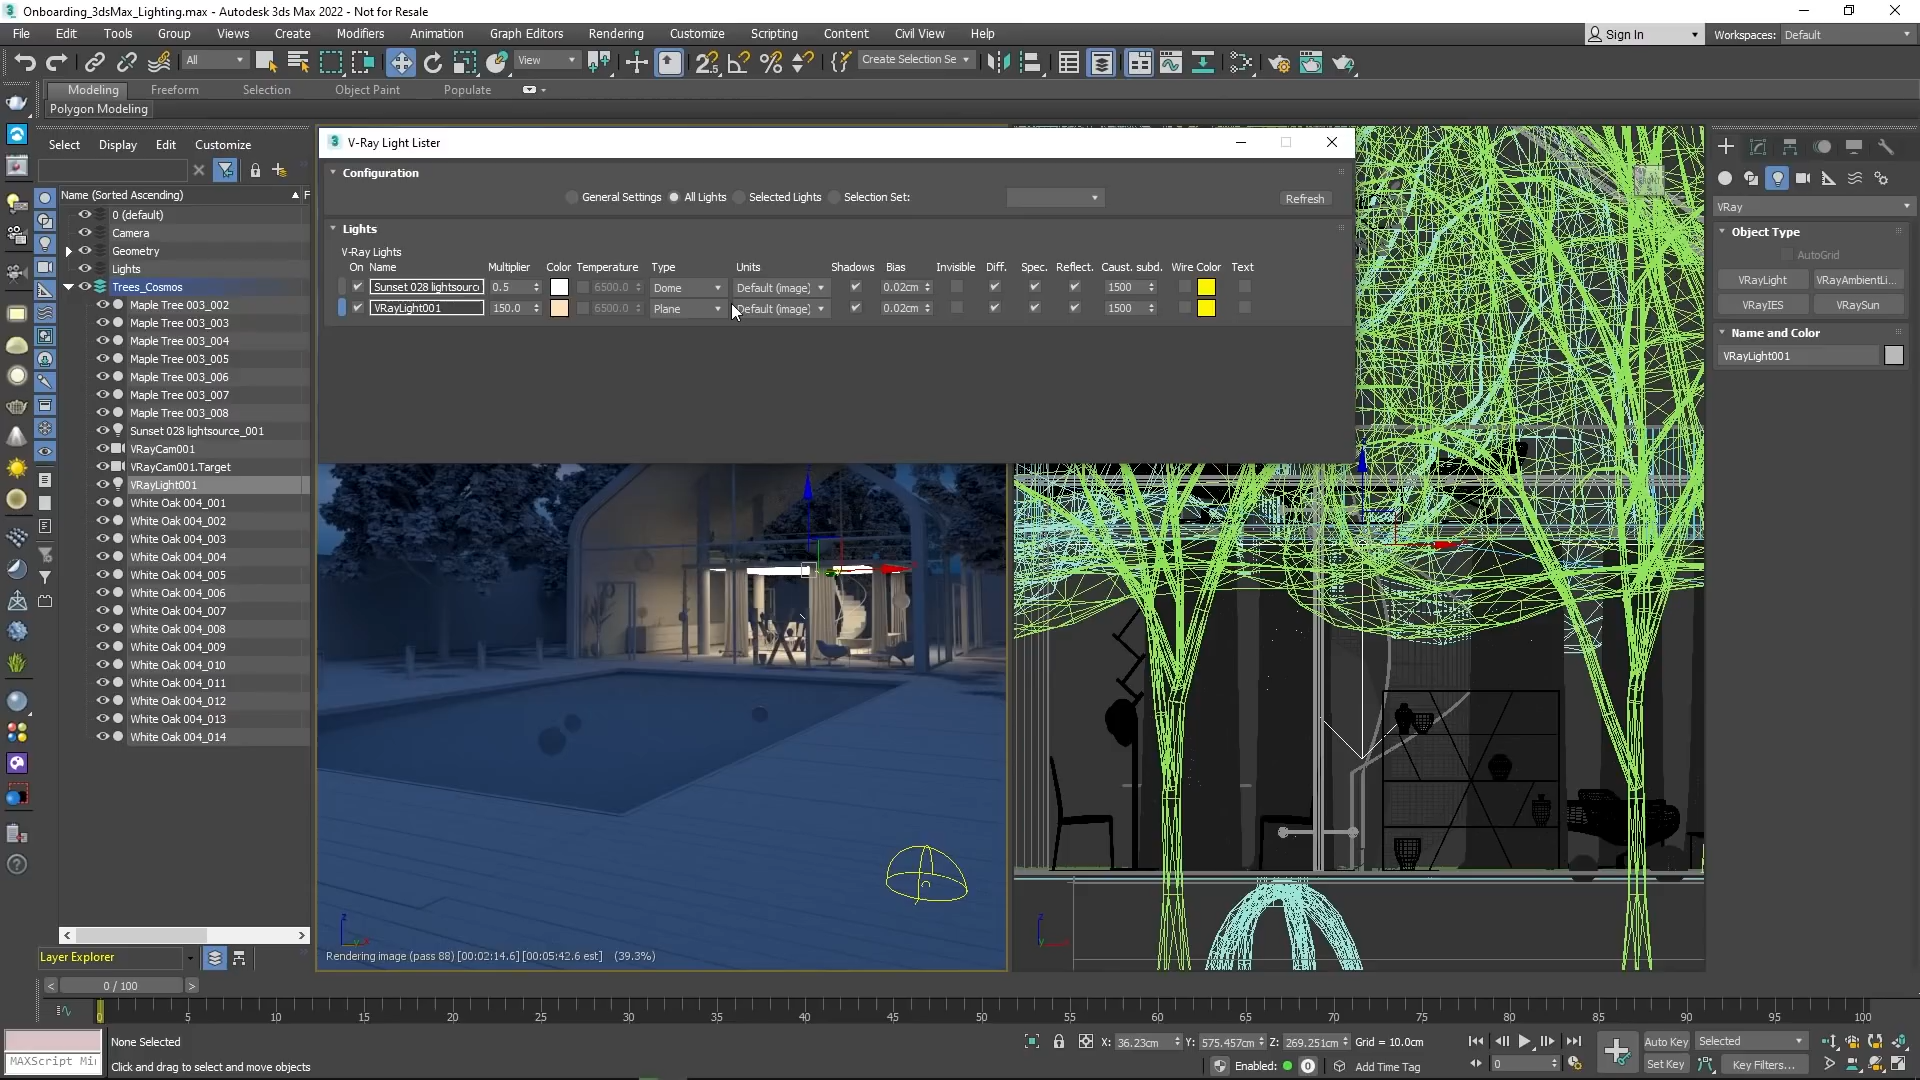 Onboarding_3dsMax_Lighting.max - Autodesk 3ds Max 2022 - Not for Resale
File Edit Tools Group Views Create Modifiers Animation Graph Editors Rendering Customize Scripting Content Civil View Help Sign In Workspaces: Default
All View Create Selection Se
Modeling Freeform Selection Object Paint Populate
Polygon Modeling
Select Display Edit Customize
Name (Sorted Ascending) F
0 (default)
Camera
Geometry
Lights
Trees_Cosmos
Maple Tree 003_002
Maple Tree 003_003
Maple Tree 003_004
Maple Tree 003_005
Maple Tree 003_006
Maple Tree 003_007
Maple Tree 003_008
Sunset 028 lightsource_001
VRayCam001
VRayCam001.Target
VRayLight001
White Oak 004_001
White Oak 004_002
White Oak 004_003
White Oak 004_004
White Oak 004_005
White Oak 004_006
White Oak 004_007
White Oak 004_008
White Oak 004_009
White Oak 004_010
White Oak 004_011
White Oak 004_012
White Oak 004_013
White Oak 004_014
Layer Explorer
V-Ray Light Lister
Configuration
General Settings All Lights Selected Lights Selection Set: Refresh
Lights
V-Ray Lights
On Name Multiplier Color Temperature Type Units Shadows Bias Invisible Diff. Spec. Reflect. Caust. subd. Wire Color Text
Sunset 028 lightsourc 0.5 6500.0 Dome Default (image) 0.02cm 1500
VRayLight001 150.0 6500.0 Plane Default (image) 0.02cm 1500
Rendering image (pass 88) [00:02:14.6] [00:05:42.6 est] (39.3%)
VRay
Object Type
AutoGrid
VRayLight VRayAmbientLi...
VRayIES VRaySun
Name and Color
VRayLight001
0 / 100
0 5 10 15 20 25 30 35 40 45 50 55 60 65 70 75 80 85 90 95 100
None Selected
MAXScript Mi
Click and drag to select and move objects
X: 36.23cm Y: 575.457cm Z: 269.251cm Grid = 10.0cm
Enabled: 0 Add Time Tag
0
Auto Key Selected
Set Key Key Filters...